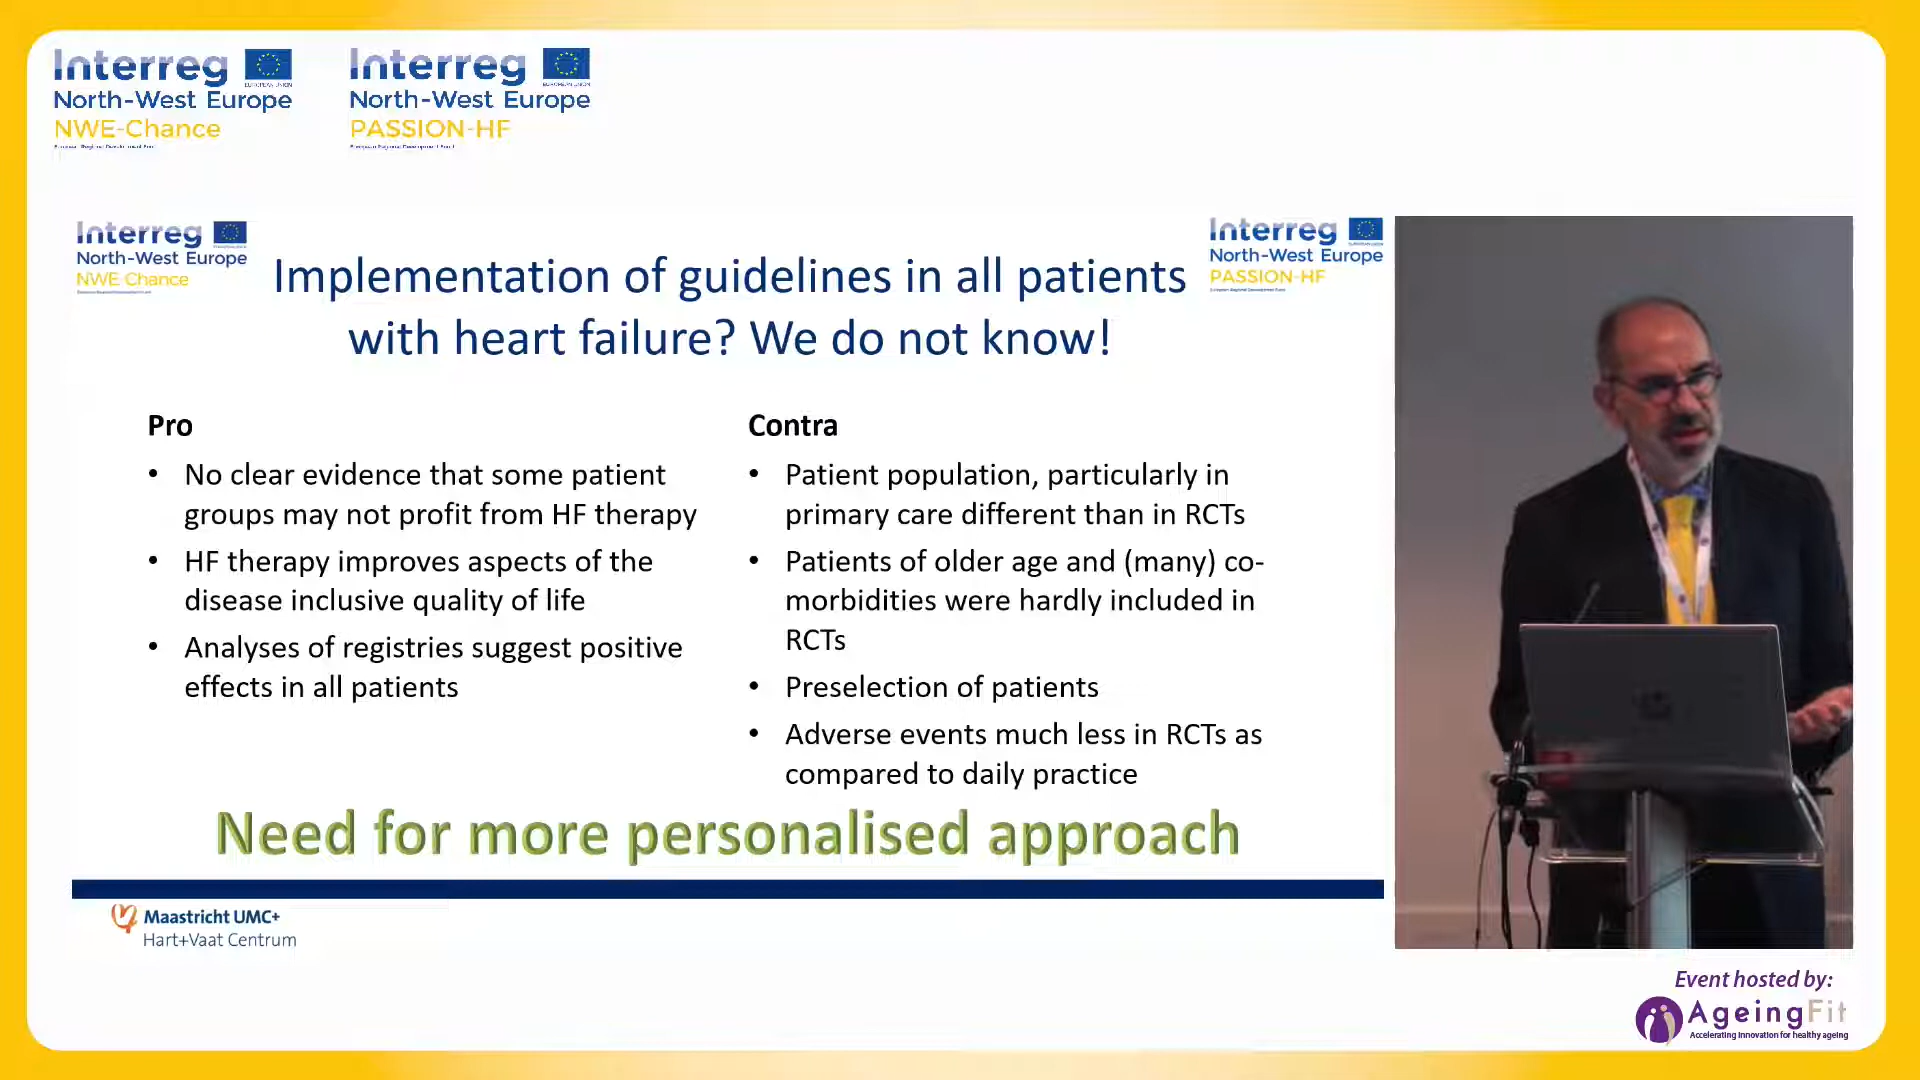 Interreg
North-West Europe
NWE-Chance
Interreg
EUROPEAN UNION
North-West Europe
PASSION-HF
Interreg
North-West Europe
NWE Chance
Interreg
North-West Europe
PASSION-HF
Implementation of guidelines in all patients
with heart failure? We do not know!
Pro
• No clear evidence that some patient
groups may not profit from HF therapy
• HF therapy improves aspects of the
disease inclusive quality of life
• Analyses of registries suggest positive
effects in all patients
Contra
• Patient population, particularly in
primary care different than in RCTs
• Patients of older age and (many) co-
morbidities were hardly included in
RCTs
• Preselection of patients
• Adverse events much less in RCTs as
compared to daily practice
Need for more personalised approach
Maastricht UMC+
Hart+Vaat Centrum
Event hosted by:
AgeingFit
Accelerating innovation for healthy ageing